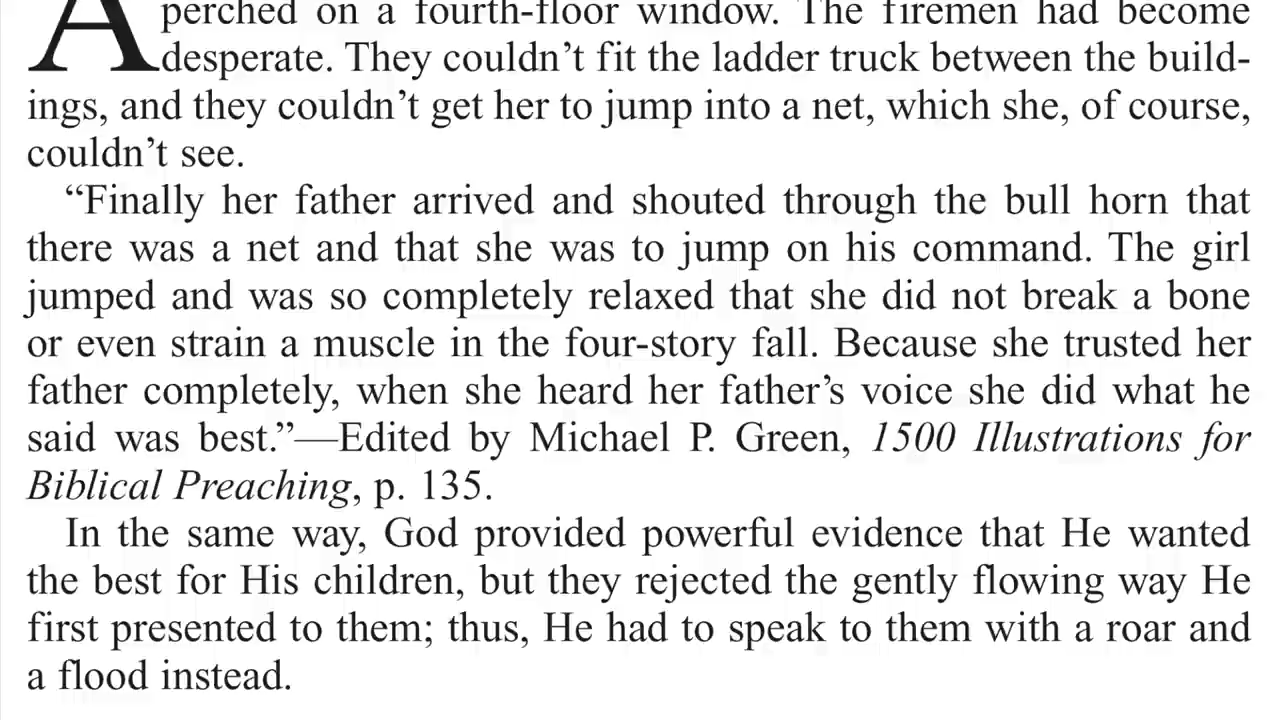 A perched on a fourth-floor window. The firemen had become
desperate. They couldn’t fit the ladder truck between the build-
ings, and they couldn’t get her to jump into a net, which she, of course,
couldn’t see.
“Finally her father arrived and shouted through the bull horn that
there was a net and that she was to jump on his command. The girl
jumped and was so completely relaxed that she did not break a bone
or even strain a muscle in the four-story fall. Because she trusted her
father completely, when she heard her father’s voice she did what he
said was best.”—Edited by Michael P. Green, 1500 Illustrations for
Biblical Preaching, p. 135.
In the same way, God provided powerful evidence that He wanted
the best for His children, but they rejected the gently flowing way He
first presented to them; thus, He had to speak to them with a roar and
a flood instead.